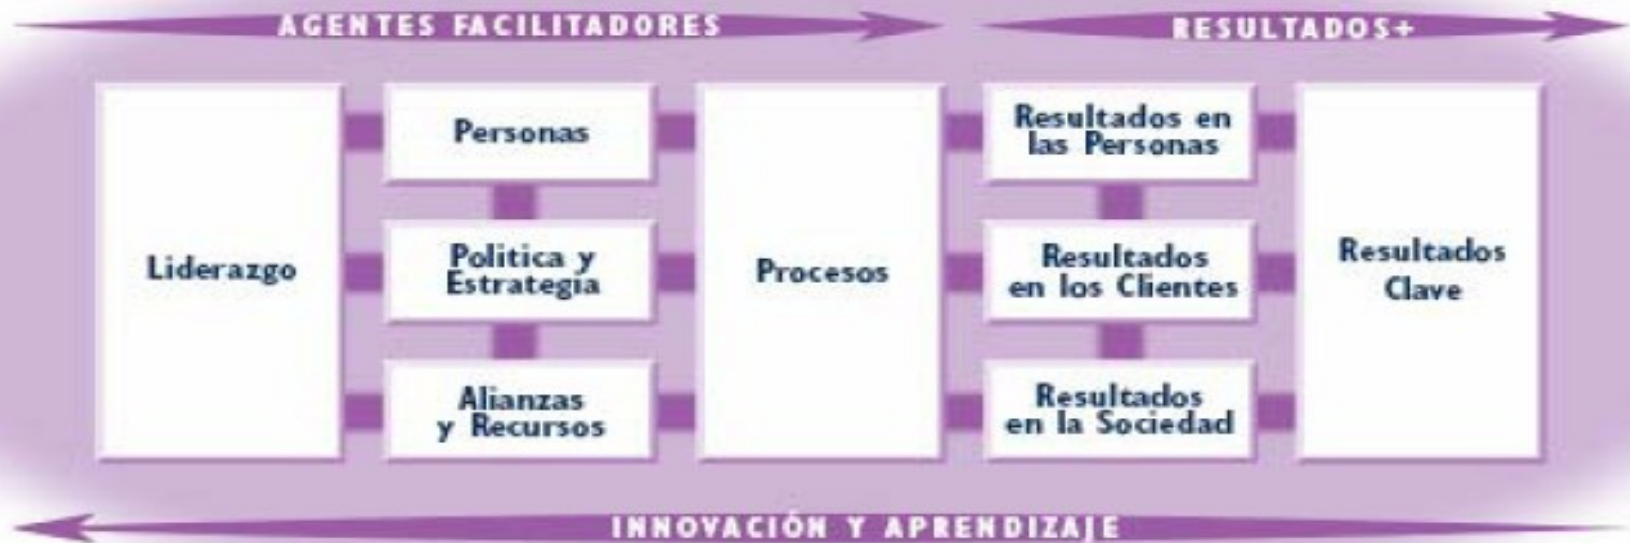 AGENTES FACILITADORES
RESULTADOS+
Liderazgo
Personas
Politica y
Estrategia
Alianzas
y Recursos
Procesos
Resultados en
las Personas
Resultados
en los Clientes
Resultados
en la Sociedad
Resultados
Clave
INNOVACIÓN Y APRENDIZAJE